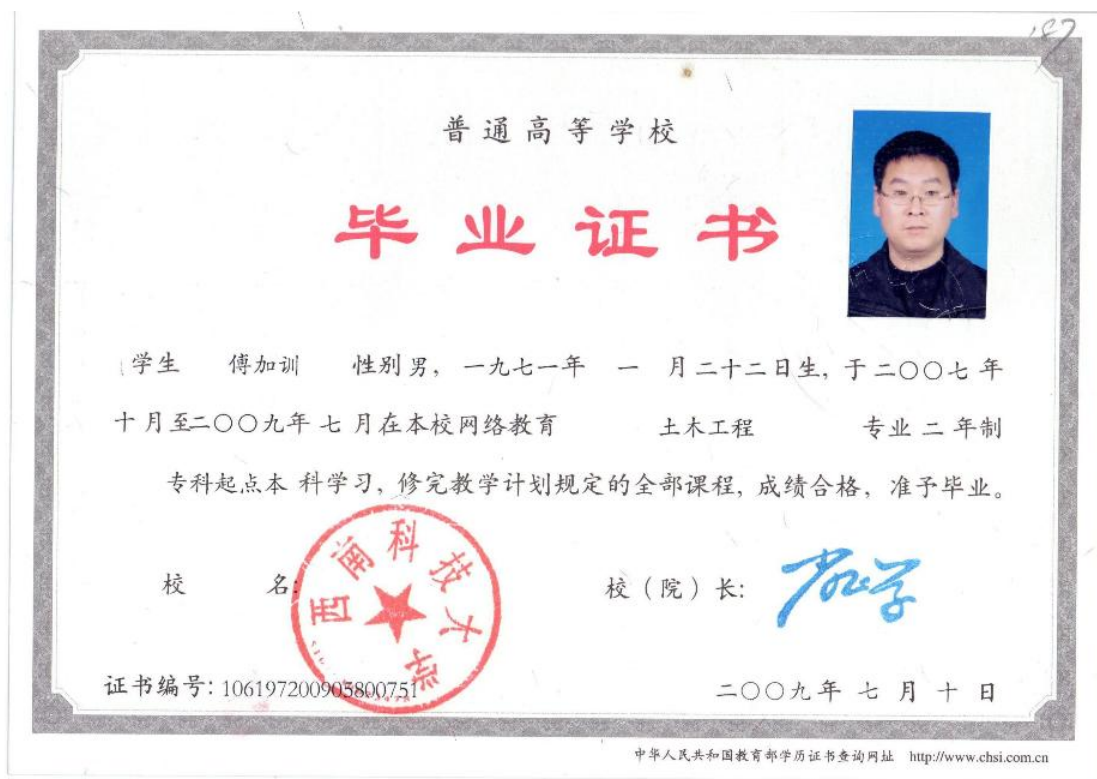 187
普通高等学校
毕业证书
学生 傅加训 性别男，一九七一年 一 月二十二日生，于二〇〇七年
十月至二〇〇九年 七 月在本校网络教育 土木工程 专业 二 年制
专科起点本 科学习，修完教学计划规定的全部课程，成绩合格，准予毕业。
校 名：
西南科技大学
校（院）长：
证书编号：106197200905800751
二〇〇九年 七 月 十 日
中华人民共和国教育部学历证书查询网址 http://www.chsi.com.cn